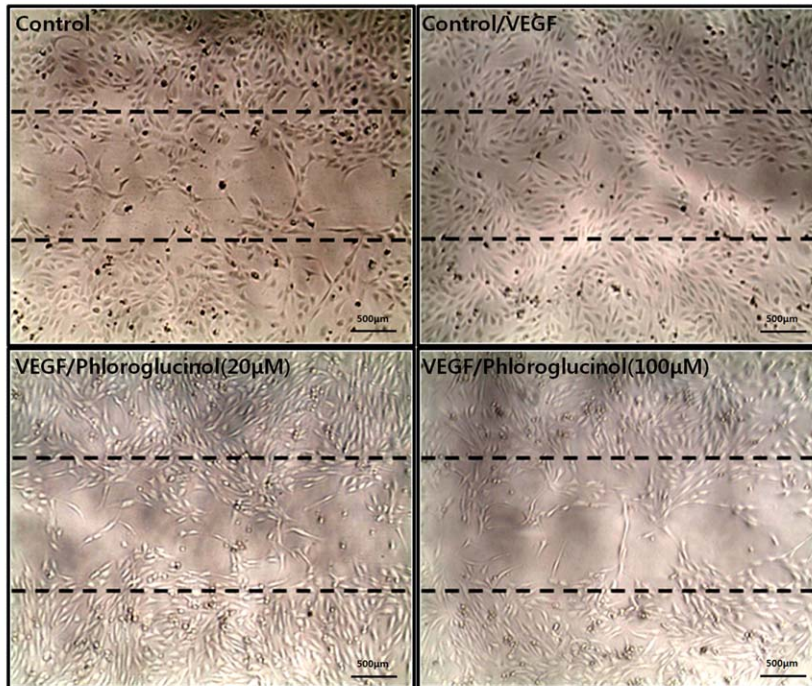 Control
Control/VEGF
500μm
500μm
VEGF/Phloroglucinol(20μM)
VEGF/Phloroglucinol(100μM)
500μm
500μm